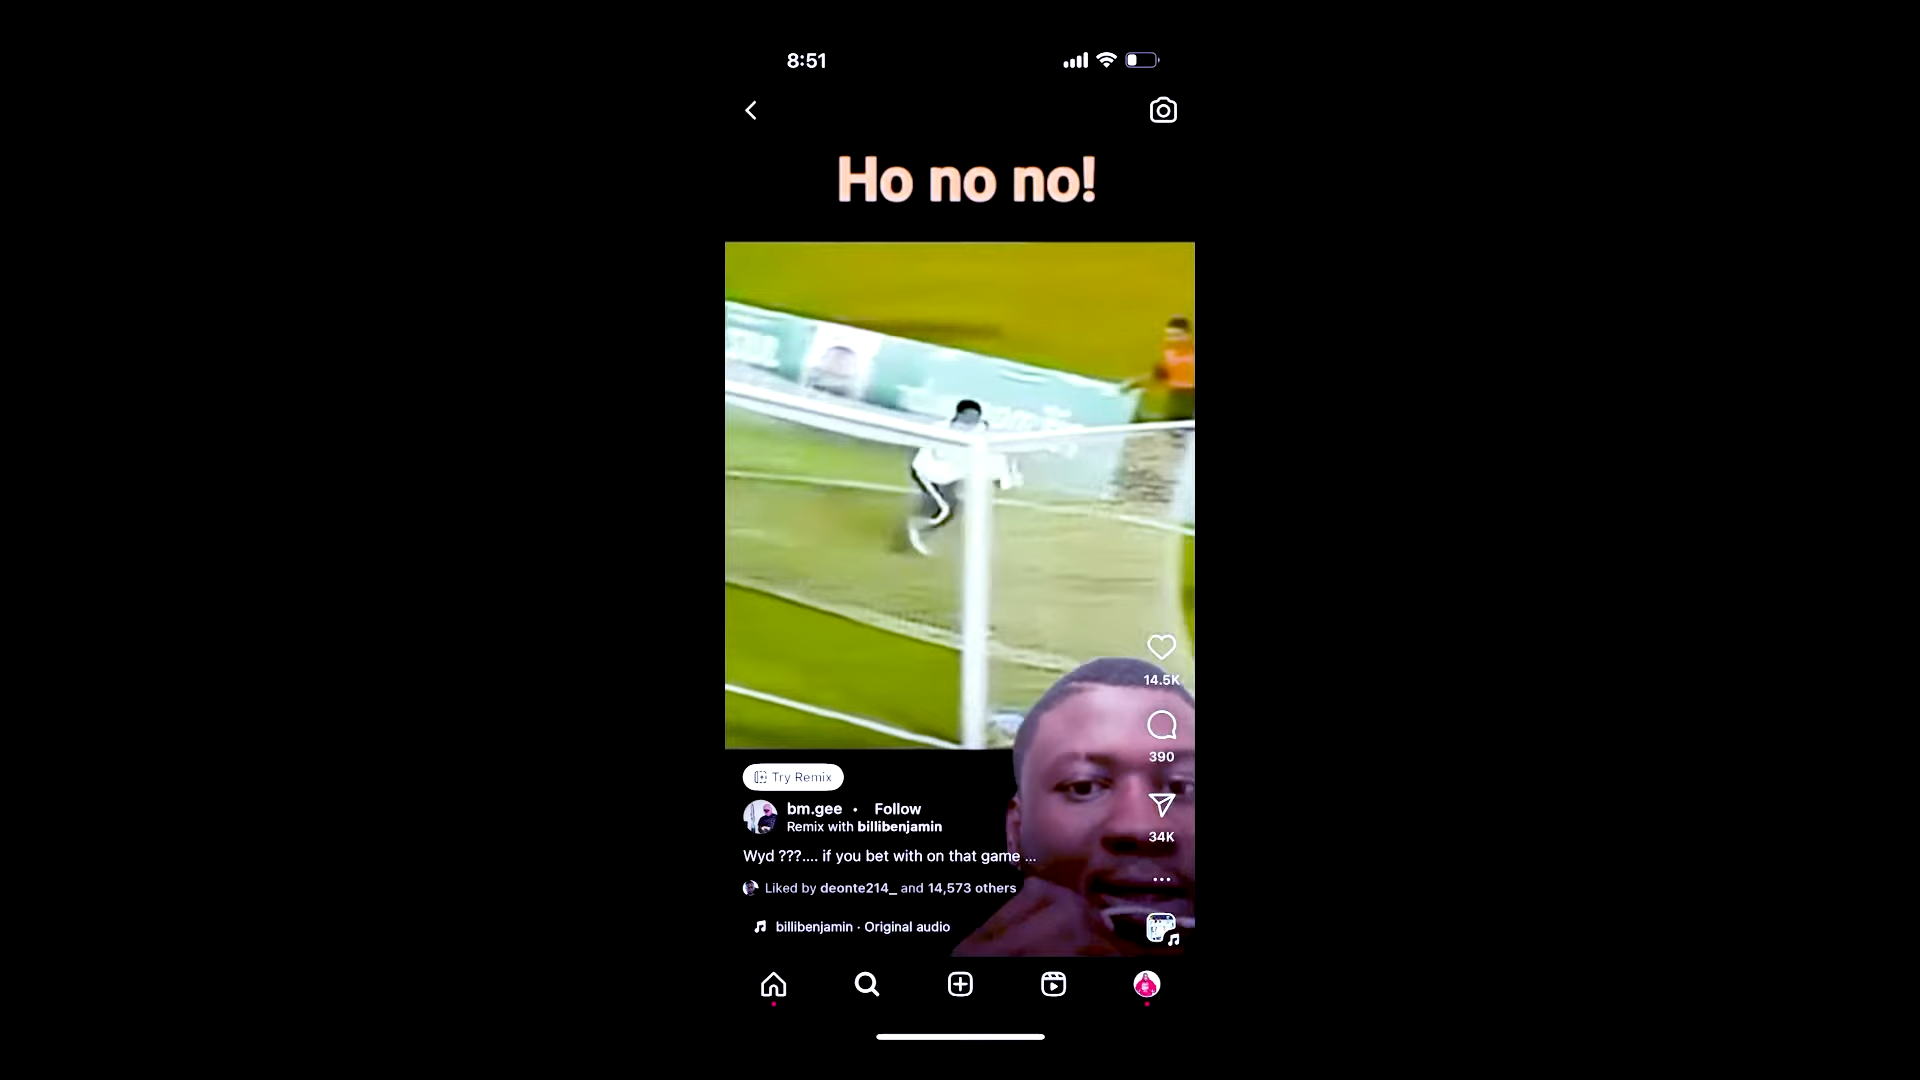 8:51
Ho no no!
14.5K
390
34K
Try Remix
bm.gee • Follow
Remix with billibenjamin
Wyd ???.... if you bet with on that game ...
Liked by deonte214_ and 14,573 others
billibenjamin · Original audio